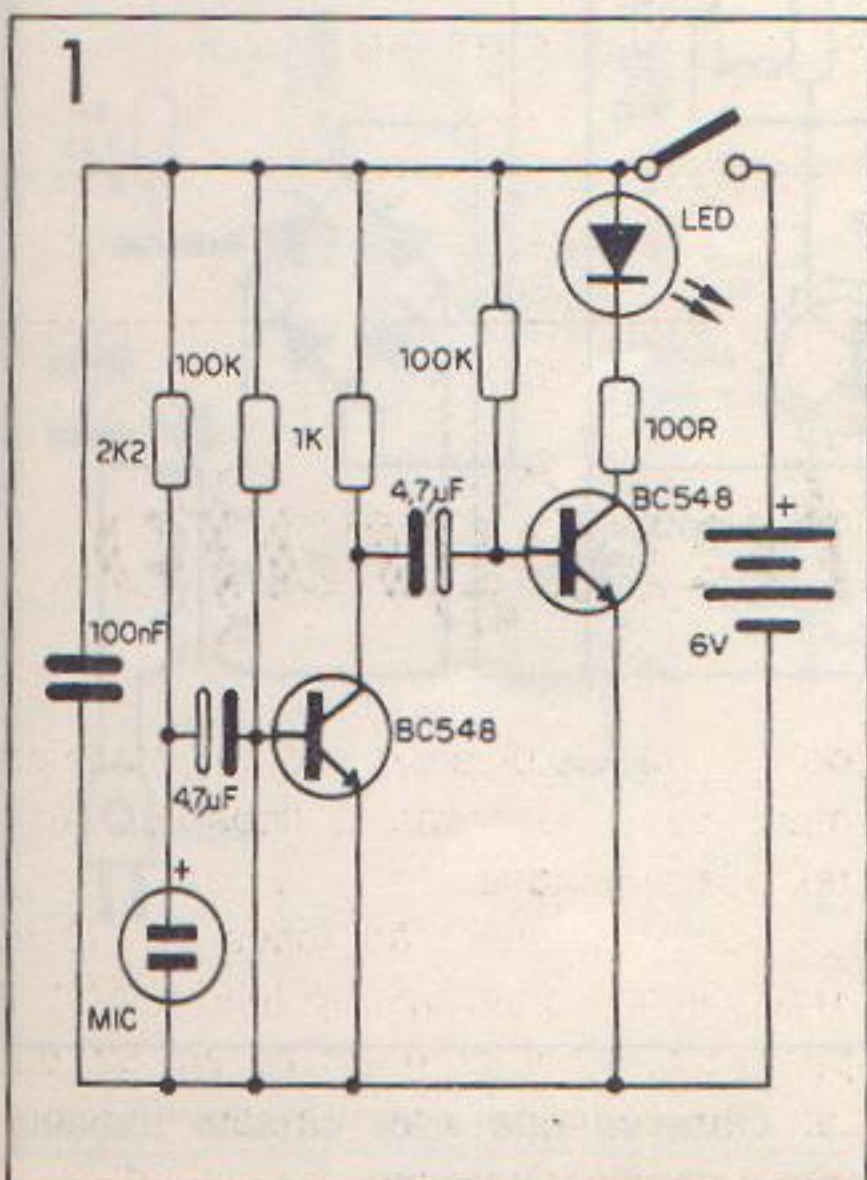 1
LED
100K
100K
2K2
1K
100R
4,7µF
BC548
+
6V
100nF
BC548
4,7µF
+
MIC